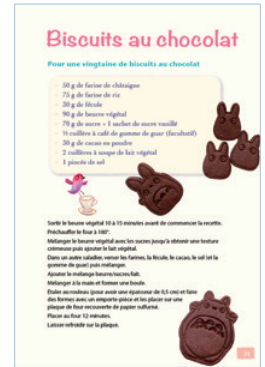 Biscuits au chocolat
Pour une vingtaine de biscuits au chocolat
50 g de farine de châtaigne
75 g de farine de riz
50 g de fécule
90 g de beurre végétal
70 g de sucre + 1 sachet de sucre vanillé
½ cuillère à café de gomme de guar (facultatif)
30 g de cacao en poudre
2 cuillères à soupe de lait végétal
1 pincée de sel
Sortir le beurre végétal 10 à 15 minutes avant de commencer la recette.
Préchauffer le four à 180°.
Mélanger le beurre végétal avec les sucres jusqu'à obtenir une texture
crémeuse puis ajouter le lait végétal.
Dans un autre saladier, verser les farines, la fécule, le cacao, le sel (et la
gomme de guar) puis mélanger.
Ajouter le mélange beurre/sucres/lait.
Mélanger à la main et former une boule.
Étaler au rouleau (pour avoir une épaisseur de 0,5 cm) et faire
des formes avec un emporte-pièce et les placer sur une
plaque de four recouverte de papier sulfurisé.
Placer au four 12 minutes.
Laisser refroidir sur la plaque.